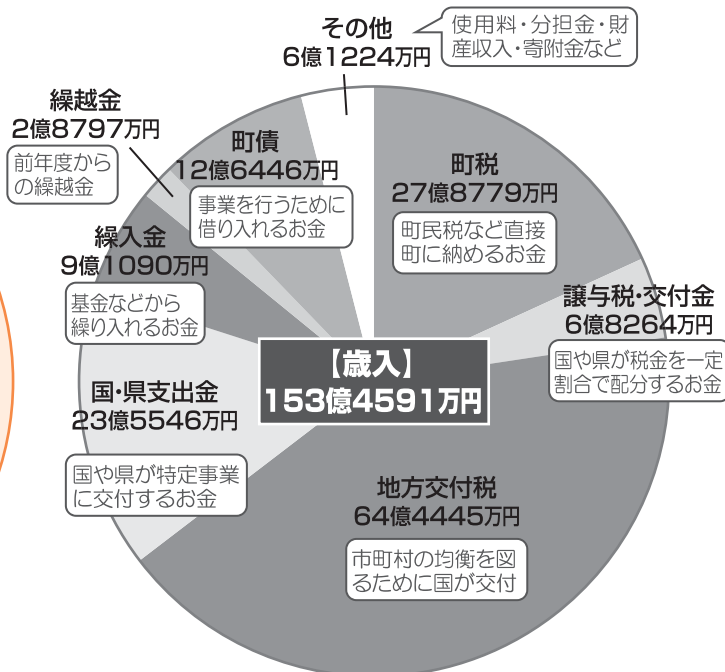 その他
6億1224万円
使用料・分担金・財
産収入・寄附金など
繰越金
2億8797万円
前年度から
の繰越金
町債
12億6446万円
事業を行うために
借り入れるお金
町税
27億8779万円
町民税など直接
町に納めるお金
繰入金
9億1090万円
基金などから
繰り入れるお金
譲与税・交付金
6億8264万円
国や県が税金を一定
割合で配分するお金
【歳入】
153億4591万円
国・県支出金
23億5546万円
国や県が特定事業
に交付するお金
地方交付税
64億4445万円
市町村の均衡を図
るために国が交付